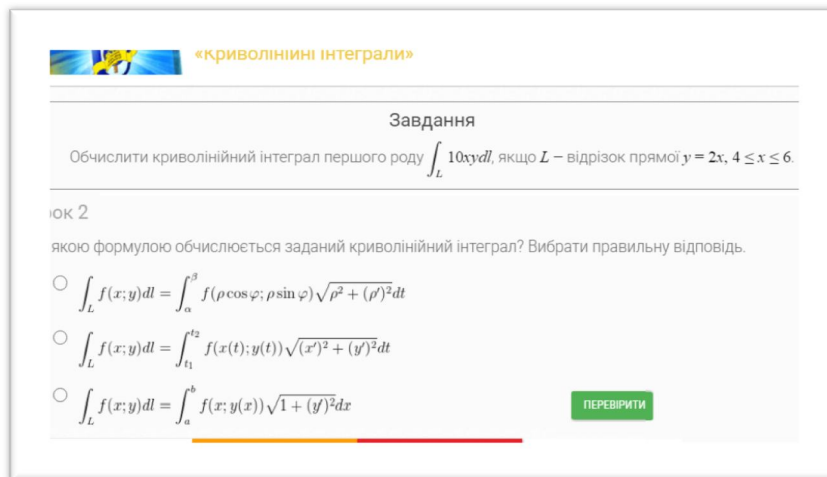 «Криволінійні інтеграли»
Завдання
Обчислити криволінійний інтеграл першого роду ∫_L 10xydl, якщо L − відрізок прямої y = 2x, 4 ≤ x ≤ 6.
ок 2
якою формулою обчислюється заданий криволінійний інтеграл? Вибрати правильну відповідь.
∫_L f(x; y)dl = ∫_α^β f(ρ cos φ; ρ sin φ)√(ρ² + (ρ′)²)dt
∫_L f(x; y)dl = ∫_{t₁}^{t₂} f(x(t); y(t))√((x′)² + (y′)²)dt
∫_L f(x; y)dl = ∫_a^b f(x; y(x))√(1 + (y′)²)dx
ПЕРЕВІРИТИ